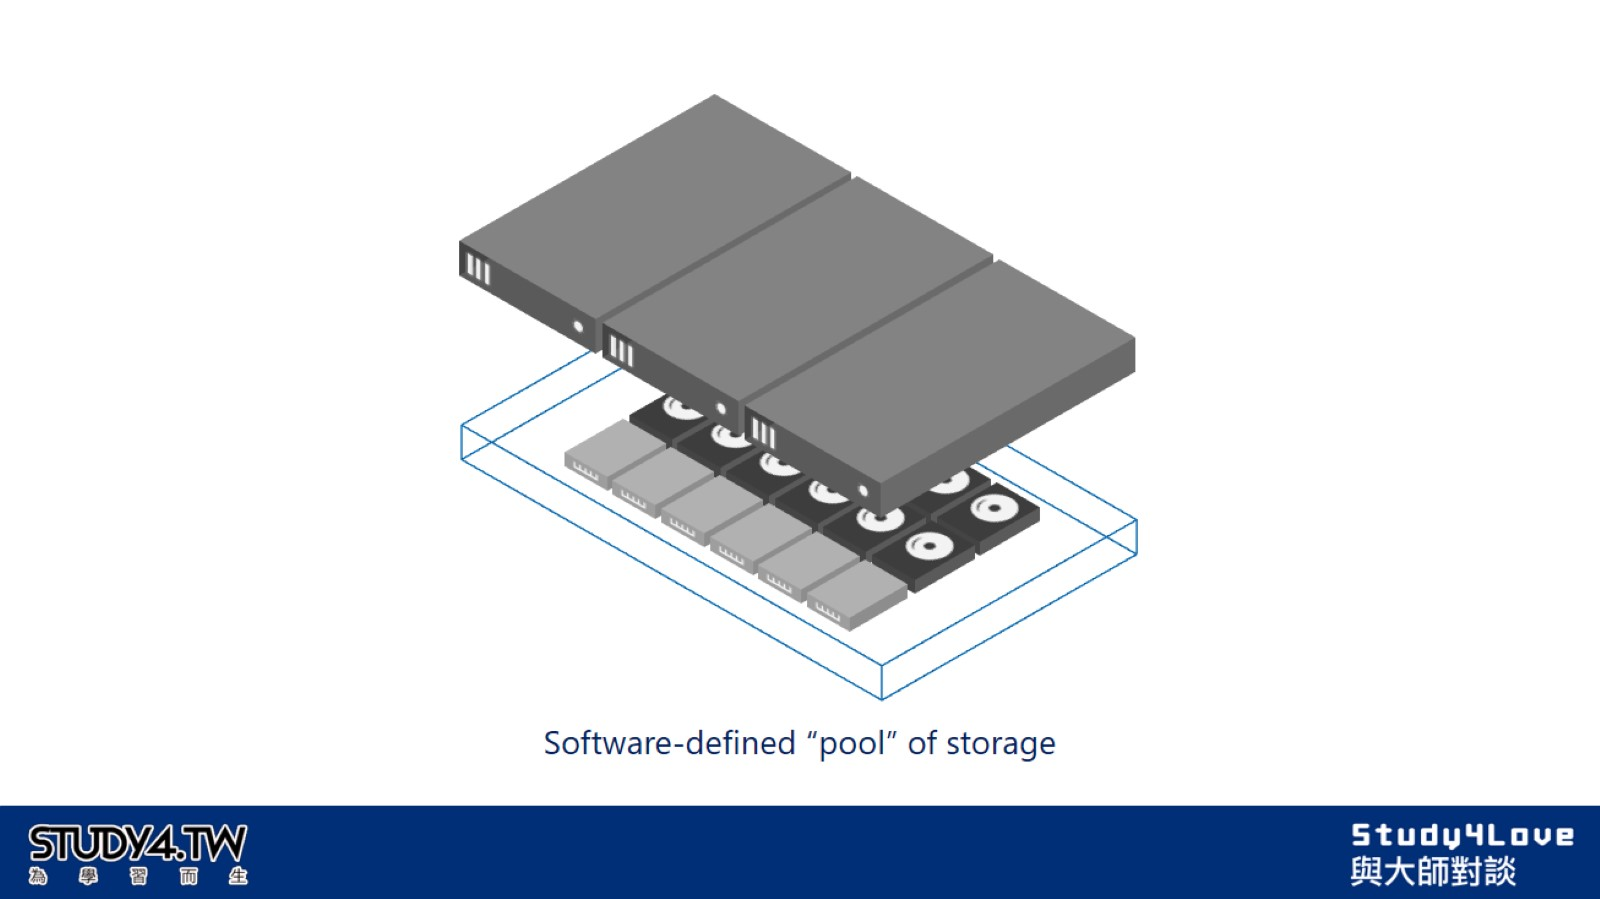 Software-defined “pool” of storage
STUDY4.TW
為學習而生
Study4Love
與大師對談